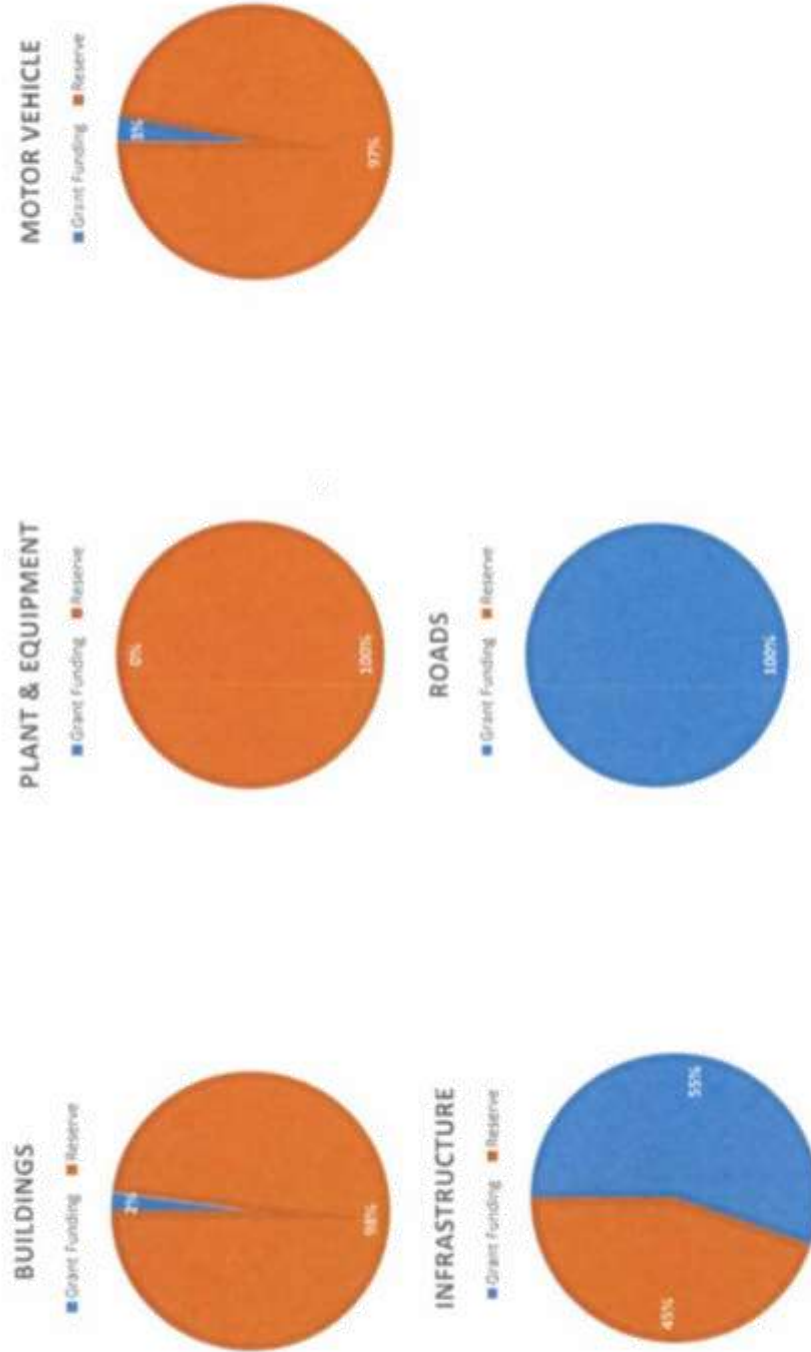 BUILDINGS
Grant Funding Reserve
2%
98%
PLANT & EQUIPMENT
Grant Funding Reserve
0%
100%
MOTOR VEHICLE
Grant Funding Reserve
3%
97%
INFRASTRUCTURE
Grant Funding Reserve
45%
55%
ROADS
Grant Funding Reserve
100%